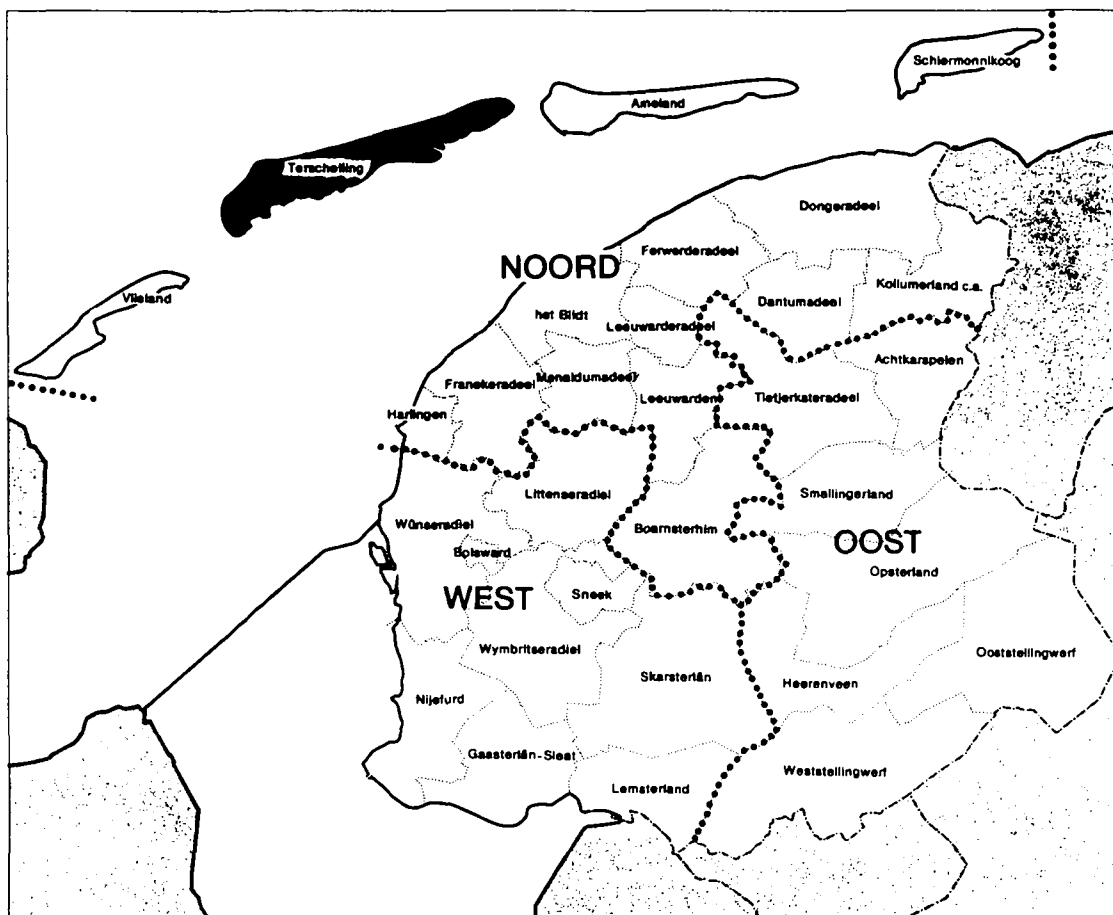 Schiermonnikoog
Ameland
Terschelling
Vlieland
NOORD
Dongeradeel
Ferwerderadeel
Kollumerland c.a.
Dantumadeel
het Bildt
Leeuwarderadeel
Achtkarspelen
Menaldumadeel
Franekeradeel
Leeuwarden
Tietjerksteradeel
Harlingen
Littenseradiel
Smallingerland
Wûnseradiel
Boarnsterhim
OOST
Bolsward
Opsterland
WEST
Sneek
Wymbritseradiel
Ooststellingwerf
Skarsterlân
Heerenveen
Nijefurd
Gaasterlân-Sleat
Weststellingwerf
Lemsterland